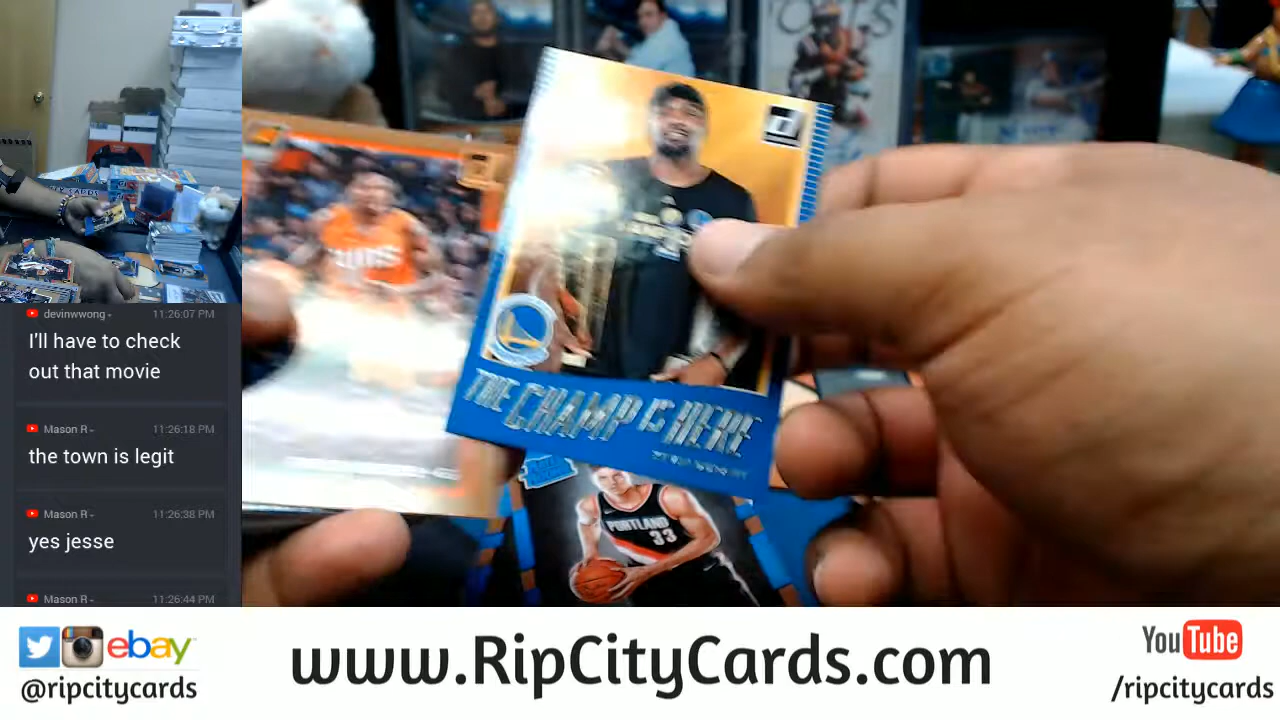 devinwwong-
11:26:07 PM
I'll have to check
out that movie
Mason R-
11:26:18 PM
the town is legit
Mason R-
11:26:38 PM
yes jesse
Mason R-
11:26:44 PM
SUNS
THE CHAMP IS HERE
PORTLAND
33
ebay
@ripcitycards
www.RipCityCards.com
YouTube
/ripcitycards